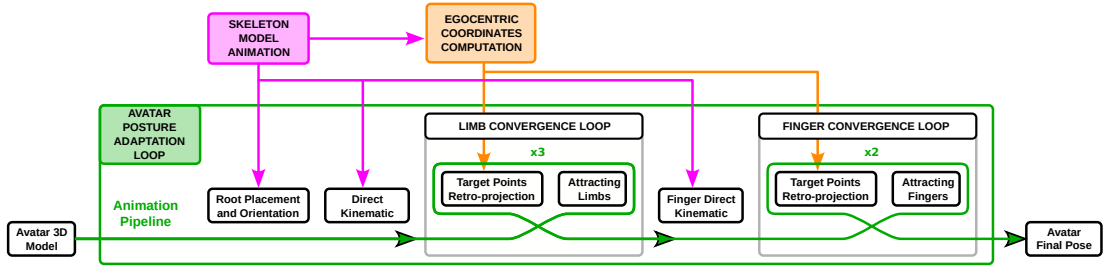 SKELETON
MODEL
ANIMATION
EGOCENTRIC
COORDINATES
COMPUTATION
AVATAR
POSTURE
ADAPTATION
LOOP
LIMB CONVERGENCE LOOP
FINGER CONVERGENCE LOOP
x3
x2
Root Placement
and Orientation
Direct
Kinematic
Target Points
Retro-projection
Attracting
Limbs
Finger Direct
Kinematic
Target Points
Retro-projection
Attracting
Fingers
Animation
Pipeline
Avatar 3D
Model
Avatar
Final Pose